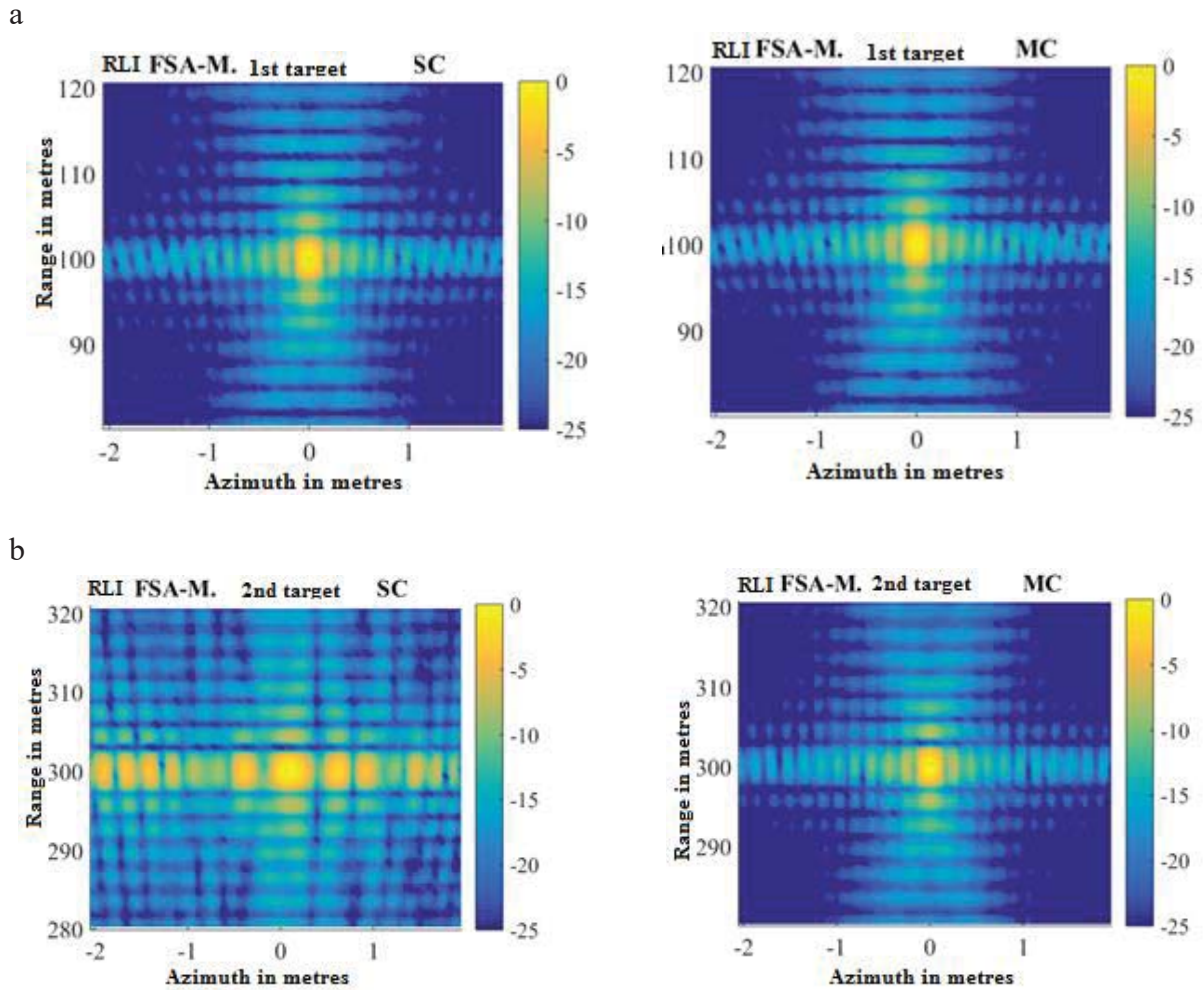 a
RLI FSA-M. 1st target SC
0
-5
-10
-15
-20
-25
120
110
100
90
-2 -1 0 1
Range in metres
Azimuth in metres
RLI FSA-M. 1st target MC
0
-5
-10
-15
-20
-25
120
110
100
90
-2 -1 0 1
Azimuth in metres
b
RLI FSA-M. 2nd target SC
0
-5
-10
-15
-20
-25
320
310
300
290
280
-2 -1 0 1
Range in metres
Azimuth in metres
RLI FSA-M. 2nd target MC
0
-5
-10
-15
-20
-25
320
310
300
290
-2 -1 0 1
Range in metres
Azimuth in metres